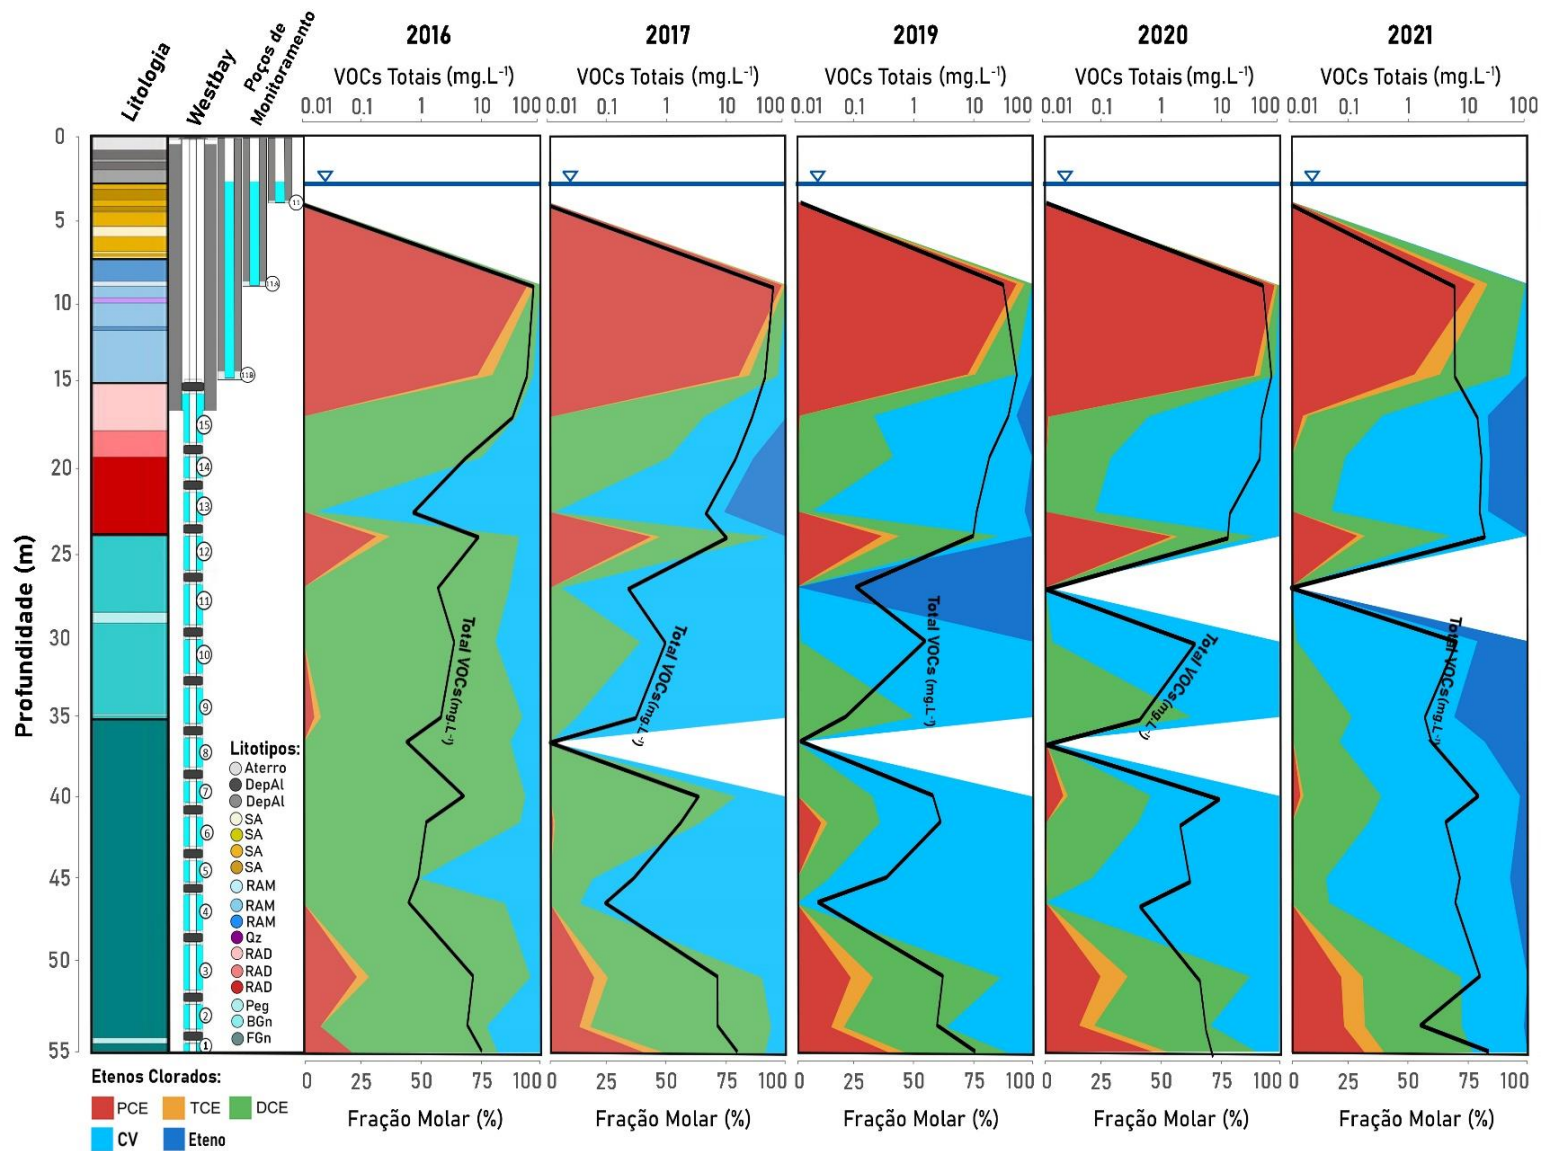 2016 2017 2019 2020 2021
Litologia Westbay Poços de Monitoramento
VOCs Totais (mg.L⁻¹) VOCs Totais (mg.L⁻¹) VOCs Totais (mg.L⁻¹) VOCs Totais (mg.L⁻¹) VOCs Totais (mg.L⁻¹)
0.01 0.1 1 10 100 0.01 0.1 1 10 100 0.01 0.1 1 10 100 0.01 0.1 1 10 100 0.01 0.1 1 10 100
Profundidade (m)
0
5
10
15
20
25
30
35
40
45
50
55
11
11A
11B
15
14
13
12
11
10
9
8
7
6
5
4
3
2
1
Total VOCs(mg.L⁻¹)
Total VOCs(mg.L⁻¹)
Total VOCs (mg.L⁻¹)
Total VOCs(mg.L⁻¹)
Total VOCs(mg.L⁻¹)
Litotipos:
Aterro
DepAl
DepAl
SA
SA
SA
SA
RAM
RAM
RAM
Qz
RAD
RAD
RAD
Peg
BGn
FGn
0 25 50 75 100 0 25 50 75 100 0 25 50 75 100 0 25 50 75 100 0 25 50 75 100
Fração Molar (%) Fração Molar (%) Fração Molar (%) Fração Molar (%) Fração Molar (%)
Etenos Clorados:
PCE TCE DCE
CV Eteno